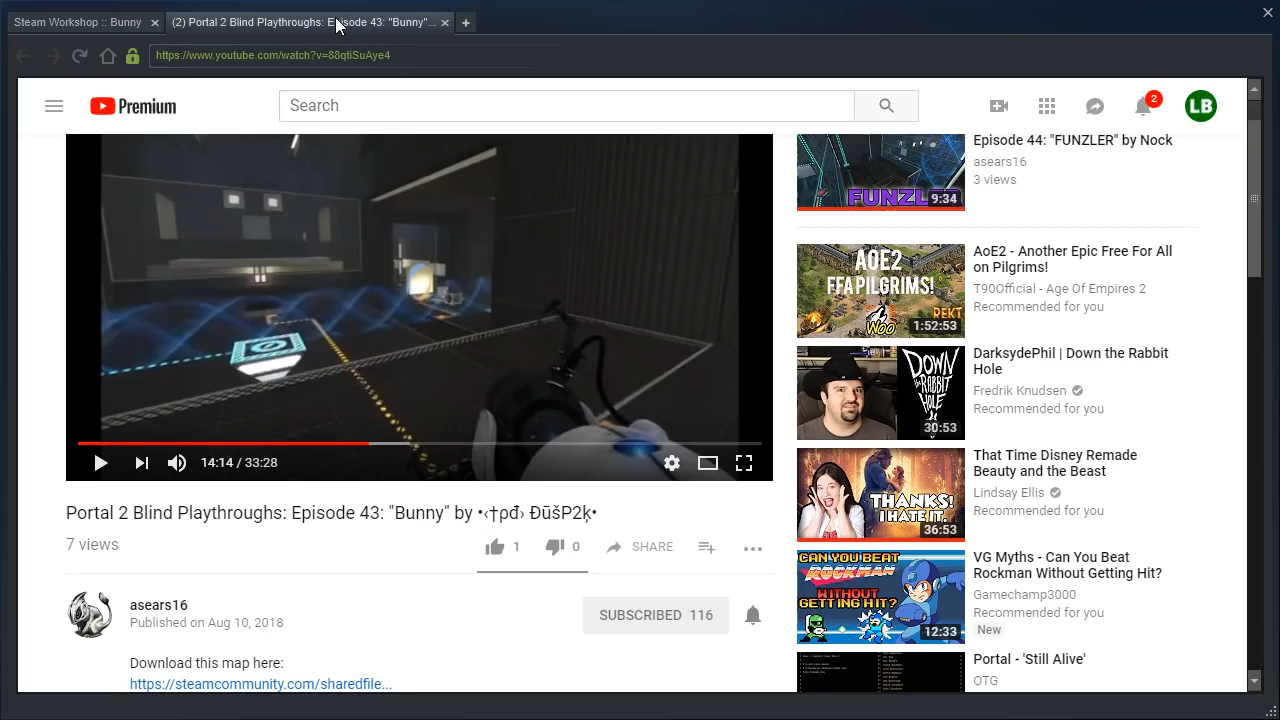 Steam Workshop :: Bunny
(2) Portal 2 Blind Playthroughs: Episode 43: "Bunny"...
https://www.youtube.com/watch?v=88qtiSuAye4
Premium
Search
2
LB
14:14 / 33:28
Portal 2 Blind Playthroughs: Episode 43: "Bunny" by •‹†ρđ› ĐūšP2ķ•
7 views
1
0
SHARE
asears16
Published on Aug 10, 2018
SUBSCRIBED 116
Download this map here:
https://steamcommunity.com/sharedfile...
FUNZLER
9:34
Episode 44: "FUNZLER" by Nock
asears16
3 views
AOE2
FFA PILGRIMS!
REKT
Woo
1:52:53
AoE2 - Another Epic Free For All
on Pilgrims!
T90Official - Age Of Empires 2
Recommended for you
DOWN
THE
RABBIT
HOLE
30:53
DarksydePhil | Down the Rabbit
Hole
Fredrik Knudsen
Recommended for you
THANKS!
I HATE IT.
36:53
That Time Disney Remade
Beauty and the Beast
Lindsay Ellis
Recommended for you
CAN YOU BEAT
ROCKMAN
WITHOUT
GETTING HIT?
12:33
VG Myths - Can You Beat
Rockman Without Getting Hit?
Gamechamp3000
Recommended for you
New
Portal - 'Still Alive'
OTG